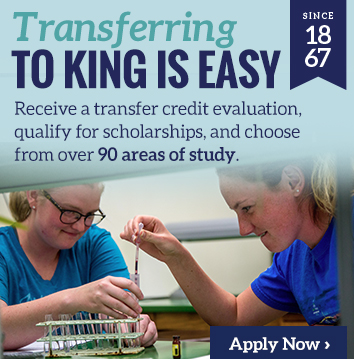 Transferring
TO KING IS EASY
SINCE
18
67
Receive a transfer credit evaluation,
qualify for scholarships, and choose
from over 90 areas of study.
Apply Now ›